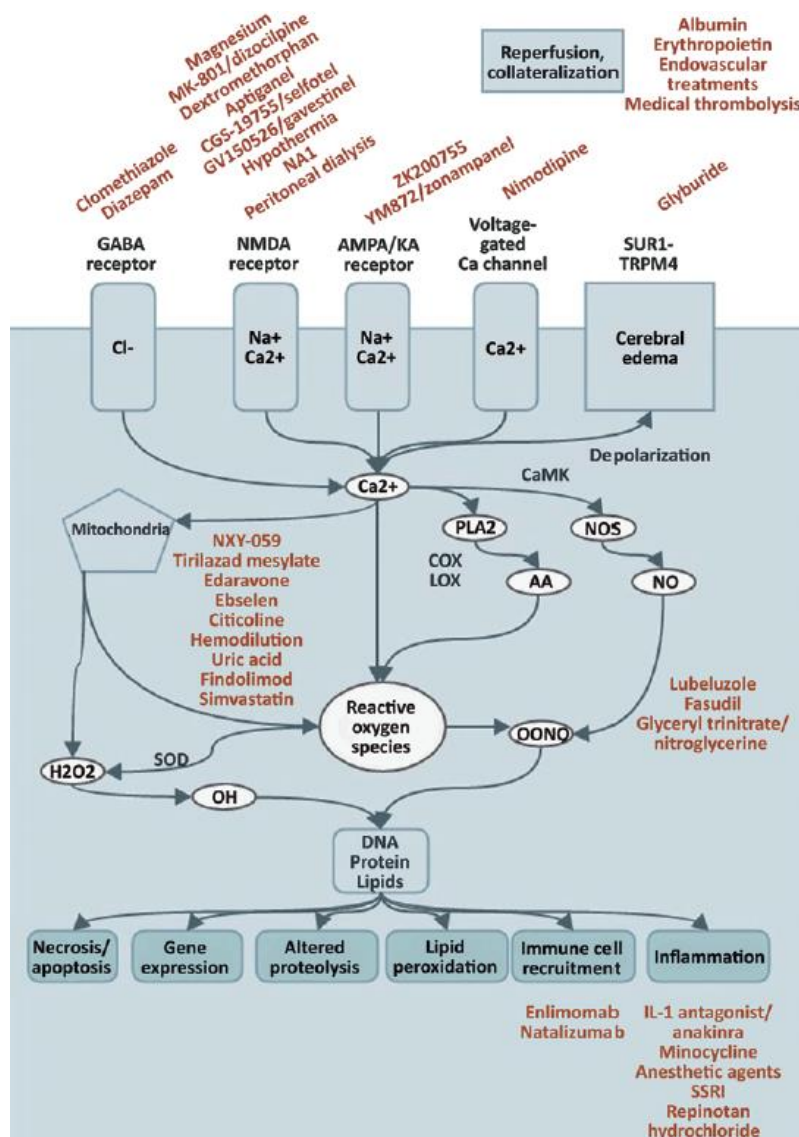 Magnesium
MK-801/dizocilpine
Dextromethorphan
Aptiganel
CGS-19755/selfotel
GV150526/gavestinel
Hypothermia
NA1
Peritoneal dialysis
Clomethiazole
Diazepam
ZK200755
YM872/zonampanel
Nimodipine
Glyburide
Reperfusion,
collateralization
Albumin
Erythropoietin
Endovascular
treatments
Medical thrombolysis
GABA
receptor
NMDA
receptor
AMPA/KA
receptor
Voltage-
gated
Ca channel
SUR1-
TRPM4
Cl-
Na+
Ca2+
Na+
Ca2+
Ca2+
Cerebral
edema
Depolarization
Ca2+
CaMK
Mitochondria
PLA2
NOS
COX
LOX
AA
NO
NXY-059
Tirilazad mesylate
Edaravone
Ebselen
Citicoline
Hemodilution
Uric acid
Findolimod
Simvastatin
Reactive
oxygen
species
OONO
Lubeluzole
Fasudil
Glyceryl trinitrate/
nitroglycerine
SOD
H2O2
OH
DNA
Protein
Lipids
Necrosis/
apoptosis
Gene
expression
Altered
proteolysis
Lipid
peroxidation
Immune cell
recruitment
Inflammation
Enlimomab
Natalizumab
IL-1 antagonist/
anakinra
Minocycline
Anesthetic agents
SSRI
Repinotan
hydrochloride